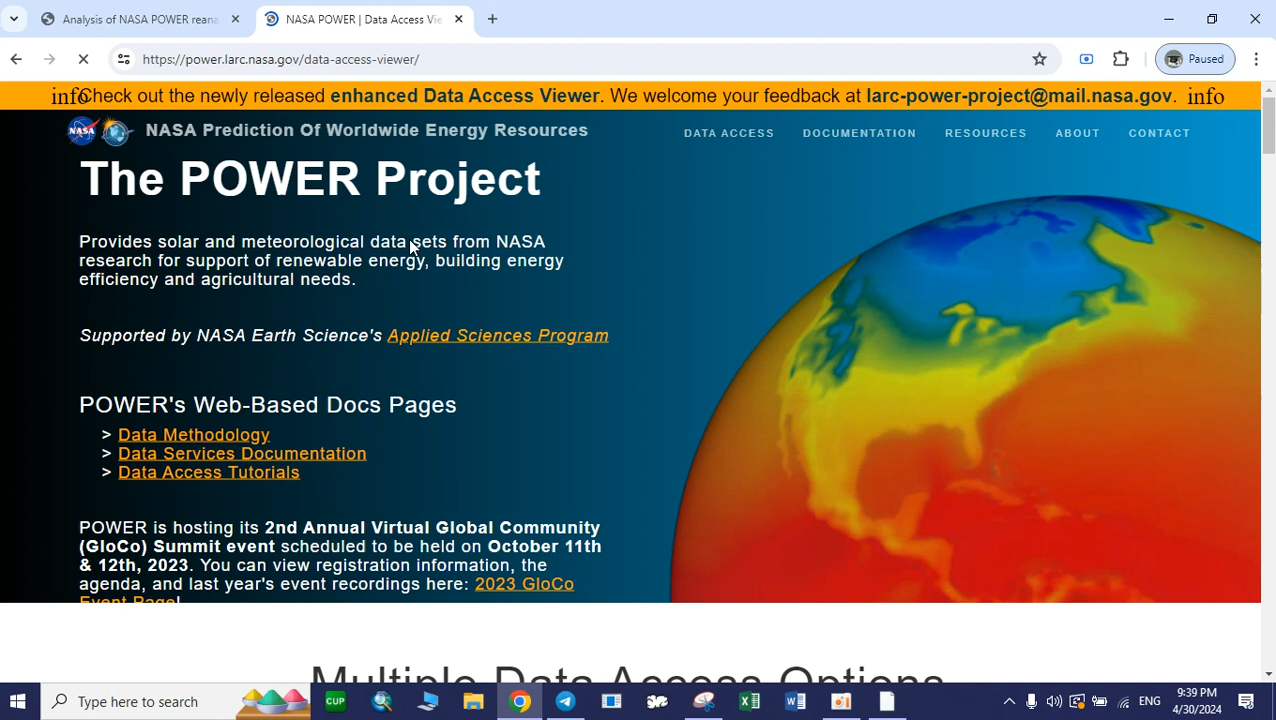 Analysis of NASA POWER reana
NASA POWER | Data Access Vie
https://power.larc.nasa.gov/data-access-viewer/
Paused
info Check out the newly released enhanced Data Access Viewer. We welcome your feedback at larc-power-project@mail.nasa.gov. info
NASA
NASA Prediction Of Worldwide Energy Resources
DATA ACCESS
DOCUMENTATION
RESOURCES
ABOUT
CONTACT
The POWER Project
Provides solar and meteorological data sets from NASA
research for support of renewable energy, building energy
efficiency and agricultural needs.
Supported by NASA Earth Science's Applied Sciences Program
POWER's Web-Based Docs Pages
> Data Methodology
> Data Services Documentation
> Data Access Tutorials
POWER is hosting its 2nd Annual Virtual Global Community
(GloCo) Summit event scheduled to be held on October 11th
& 12th, 2023. You can view registration information, the
agenda, and last year's event recordings here: 2023 GloCo
Event Page!
Multiple Data Access Options
Type here to search
CUP
ENG
9:39 PM
4/30/2024